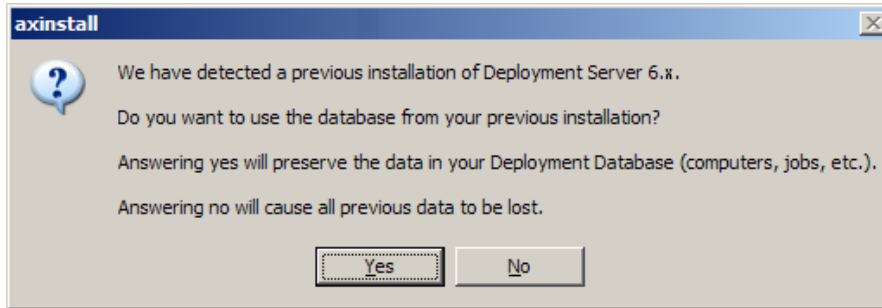 axinstall
We have detected a previous installation of Deployment Server 6.x.
Do you want to use the database from your previous installation?
Answering yes will preserve the data in your Deployment Database (computers, jobs, etc.).
Answering no will cause all previous data to be lost.
Yes
No